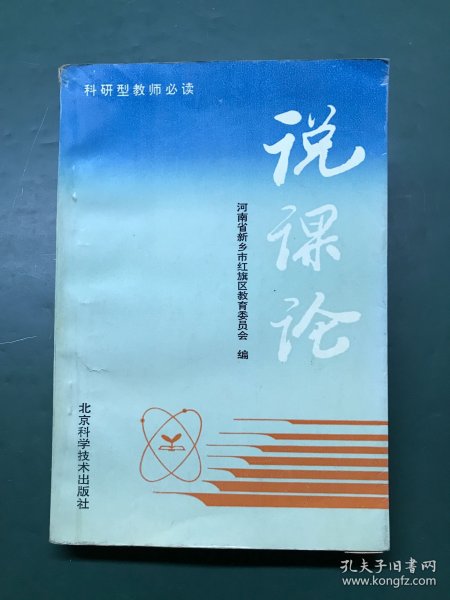 科研型教师必读
说课论
河南省新乡市红旗区教育委员会 编
北京科学技术出版社
孔夫子旧书网
www.kongfz.com